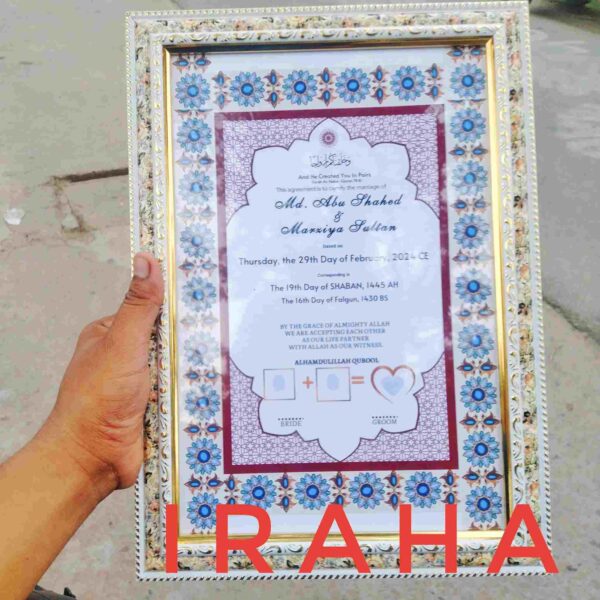 And He Created You In Pairs
This agreement is to certify the marriage of
Md. Abu Shahed
&
Marziya Sultan
based on
Thursday, the 29th Day of February, 2024 CE
Corresponding to
The 19th Day of SHABAN, 1445 AH
The 16th Day of Falgun, 1430 BS
BY THE GRACE OF ALMIGHTY ALLAH
WE ARE ACCEPTING EACH OTHER
AS OUR LIFE PARTNER
WITH ALLAH AS OUR WITNESS.
ALHAMDULILLAH QUBOOL
+ =
BRIDE GROOM
IRAHA